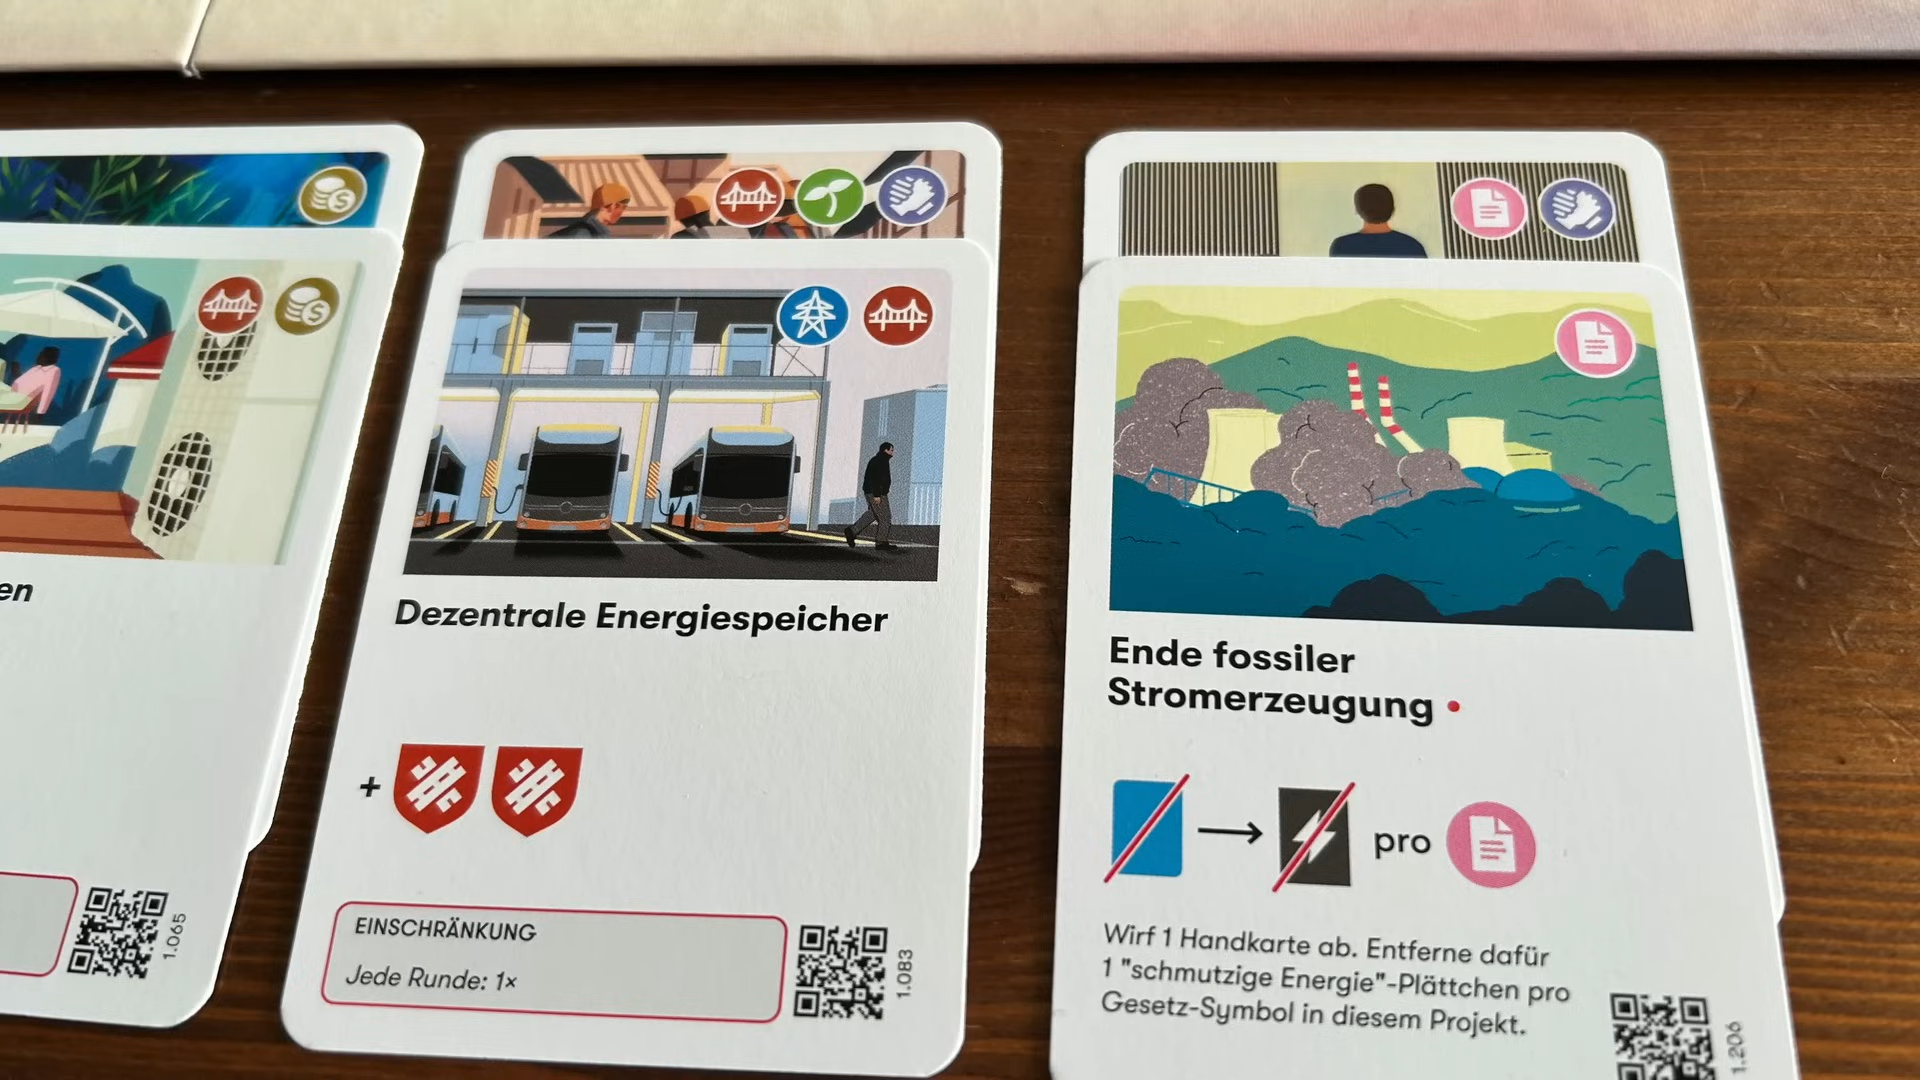 en
1.065
Dezentrale Energiespeicher
+
EINSCHRÄNKUNG
Jede Runde: 1×
1.083
Ende fossiler
Stromerzeugung •
pro
Wirf 1 Handkarte ab. Entferne dafür
1 "schmutzige Energie"-Plättchen pro
Gesetz-Symbol in diesem Projekt.
1.206